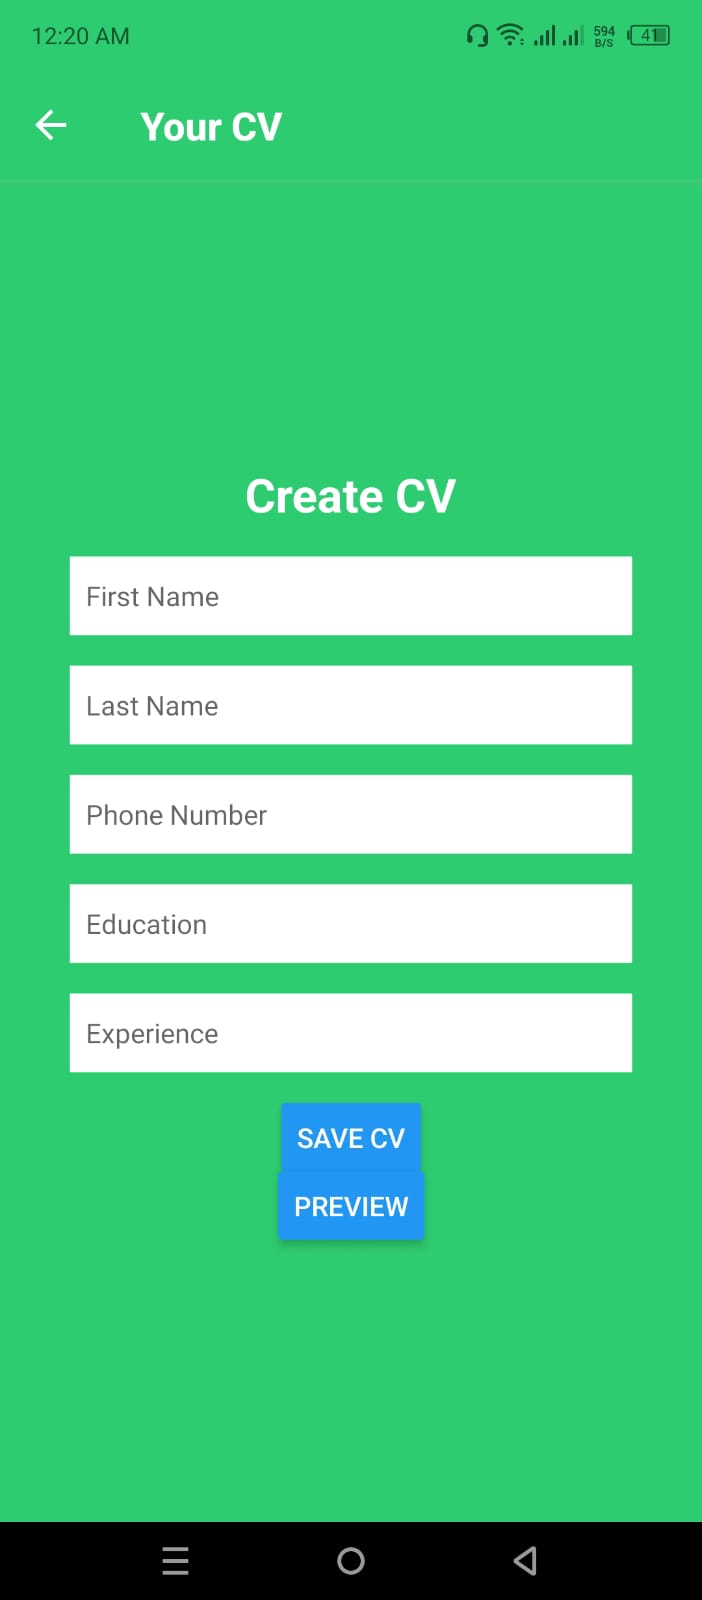 12:20 AM 594 B/S 41
Your CV
Create CV
First Name
Last Name
Phone Number
Education
Experience
SAVE CV
PREVIEW